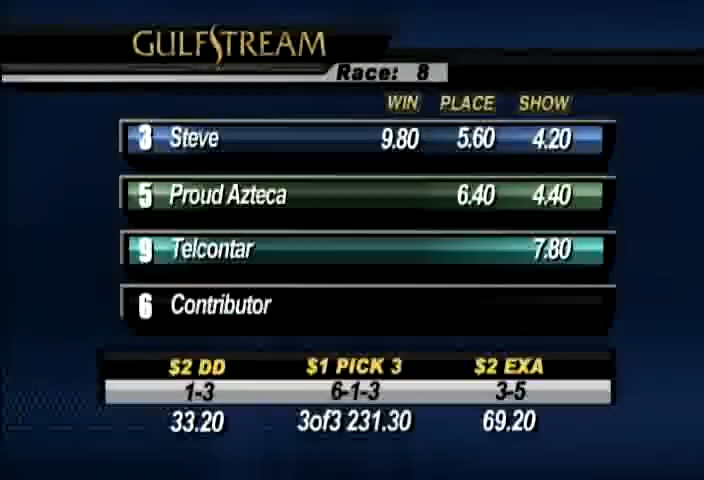 GULFSTREAM
Race: 8
WIN PLACE SHOW
3 Steve 9.80 5.60 4.20
5 Proud Azteca 6.40 4.40
9 Telcontar 7.80
6 Contributor
$2 DD $1 PICK 3 $2 EXA
1-3 6-1-3 3-5
33.20 3of3 231.30 69.20